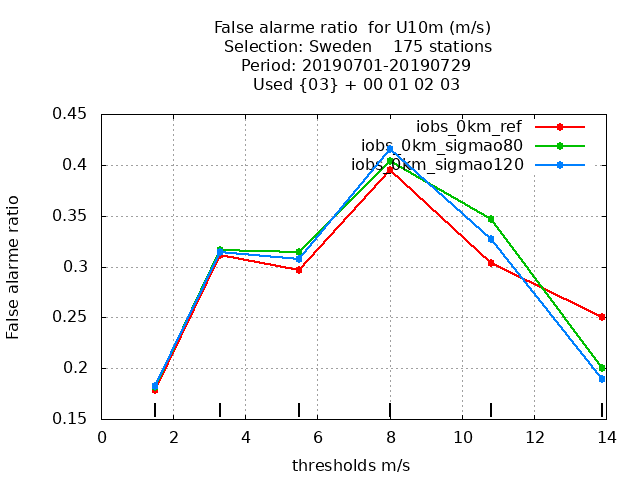 False alarme ratio  for U10m (m/s)
Selection: Sweden    175 stations
Period: 20190701-20190729
Used {03} + 00 01 02 03
iobs_0km_ref
iobs_0km_sigmao80
iobs_0km_sigmao120
False alarme ratio
0.45
0.4
0.35
0.3
0.25
0.2
0.15
0 2 4 6 8 10 12 14
thresholds m/s